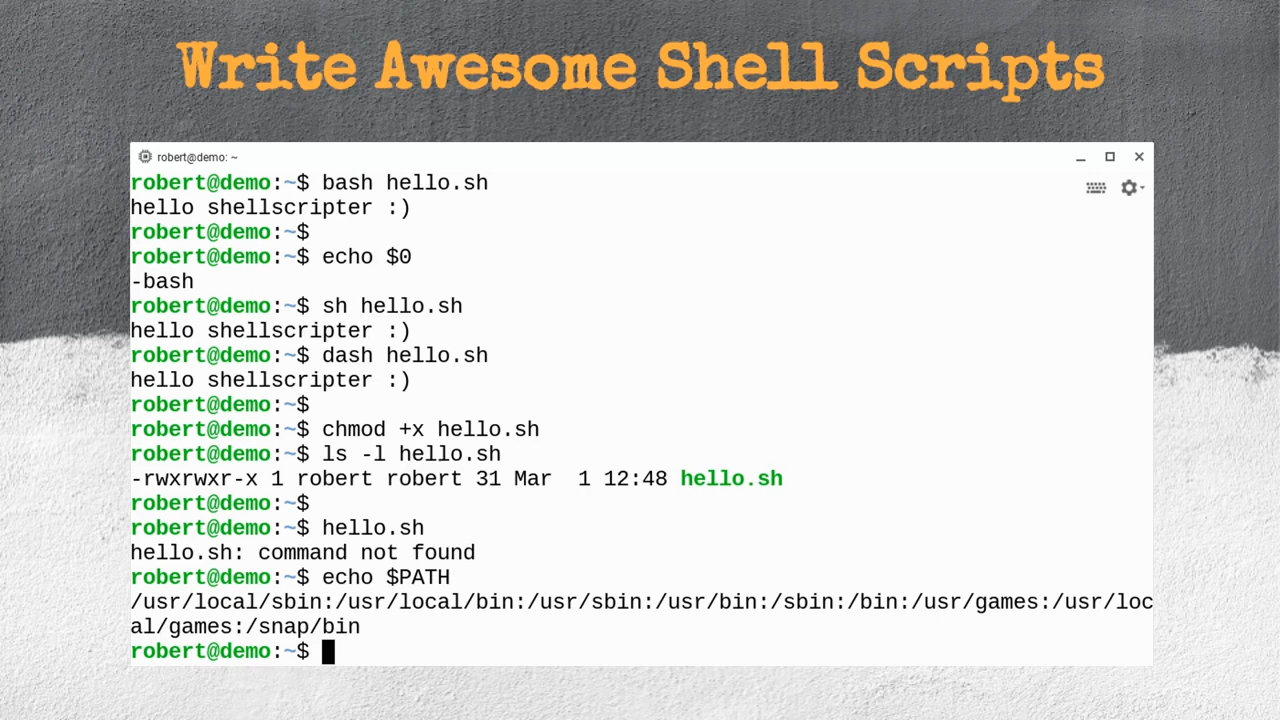 Write Awesome Shell Scripts
robert@demo: ~
robert@demo:~$ bash hello.sh
hello shellscripter :)
robert@demo:~$
robert@demo:~$ echo $0
-bash
robert@demo:~$ sh hello.sh
hello shellscripter :)
robert@demo:~$ dash hello.sh
hello shellscripter :)
robert@demo:~$
robert@demo:~$ chmod +x hello.sh
robert@demo:~$ ls -l hello.sh
-rwxrwxr-x 1 robert robert 31 Mar  1 12:48 hello.sh
robert@demo:~$
robert@demo:~$ hello.sh
hello.sh: command not found
robert@demo:~$ echo $PATH
/usr/local/sbin:/usr/local/bin:/usr/sbin:/usr/bin:/sbin:/bin:/usr/games:/usr/loc
al/games:/snap/bin
robert@demo:~$